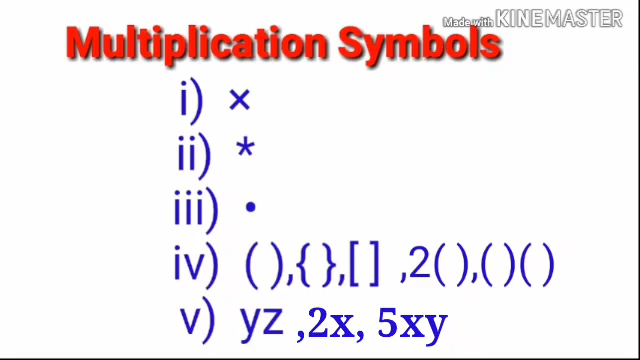 Made with KINEMASTER
Multiplication Symbols
i) ×
ii) *
iii) •
iv) ( ),{ },[ ] ,2( ),( )( )
v) yz ,2x, 5xy